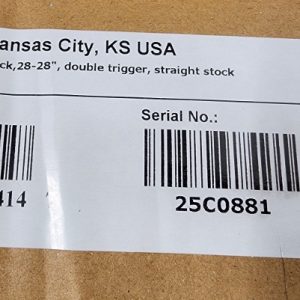 ansas City, KS USA
ck,28-28", double trigger, straight stock
Serial No.:
414
25C0881